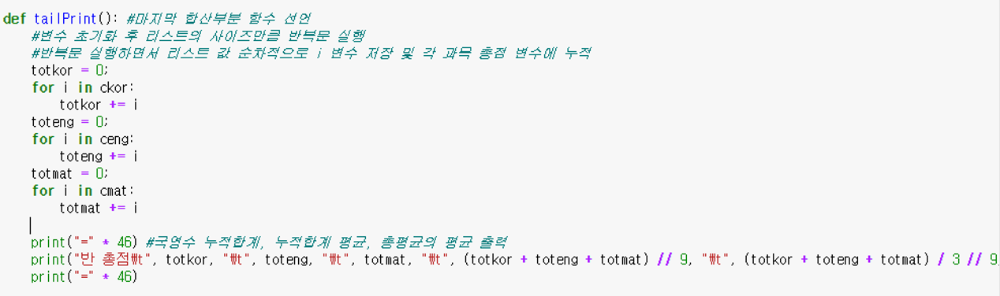 def tailPrint(): #마지막 합산부분 함수 선언
    #변수 초기화 후 리스트의 사이즈만큼 반복문 실행
    #반복문 실행하면서 리스트 값 순차적으로 i 변수 저장 및 각 과목 총점 변수에 누적
    totkor = 0;
    for i in ckor:
        totkor += i
    toteng = 0;
    for i in ceng:
        toteng += i
    totmat = 0;
    for i in cmat:
        totmat += i
    print("=" * 46) #국영수 누적합계, 누적합계 평균, 총평균의 평균 출력
    print("반 총점₩t", totkor, "₩t", toteng, "₩t", totmat, "₩t", (totkor + toteng + totmat) // 9, "₩t", (totkor + toteng + totmat) / 3 // 9,
    print("=" * 46)